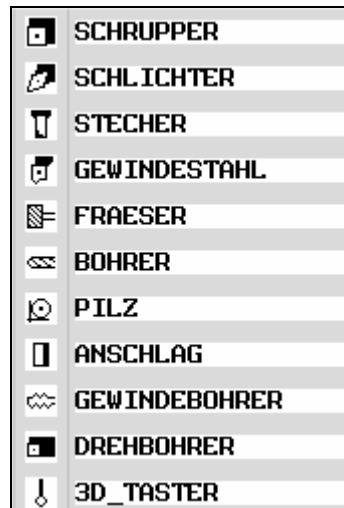 SCHRUPPER
SCHLICHTER
STECHER
GEWINDESTAHL
FRAESER
BOHRER
PILZ
ANSCHLAG
GEWINDEBOHRER
DREHBOHRER
3D_TASTER